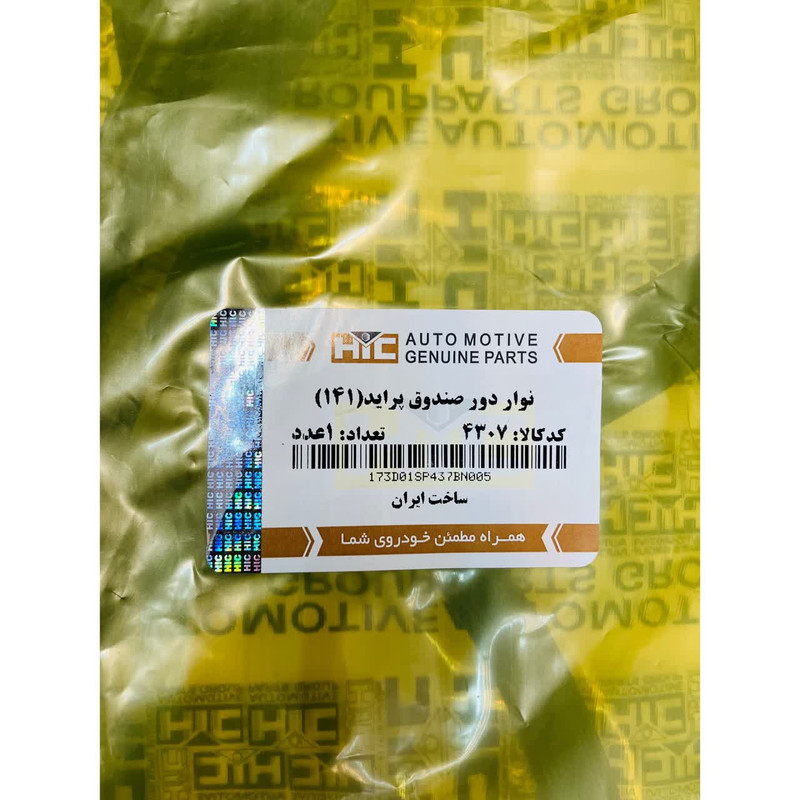 HIC AUTO MOTIVE
GENUINE PARTS
نوار دور صندوق پراید(۱۴۱)
کدکالا: ۴۳۰۷ تعداد: ۱عدد
173D01SP437BN005
ساخت ایران
همراه مطمئن خودروی شما